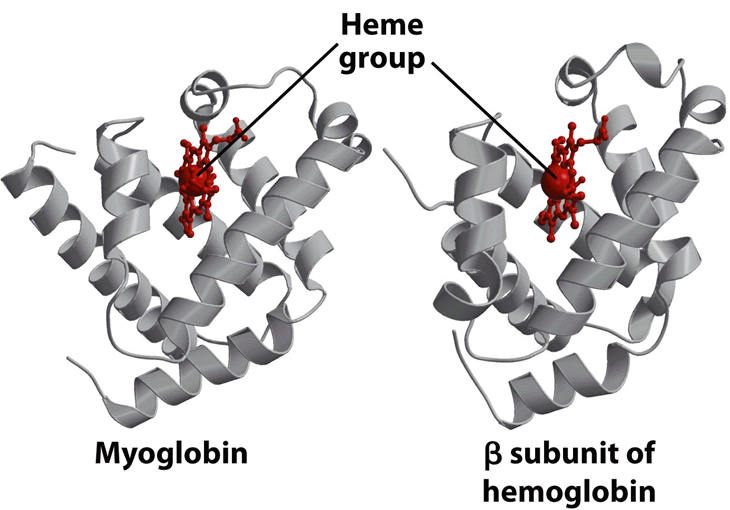 Heme
group
Myoglobin
β subunit of
hemoglobin